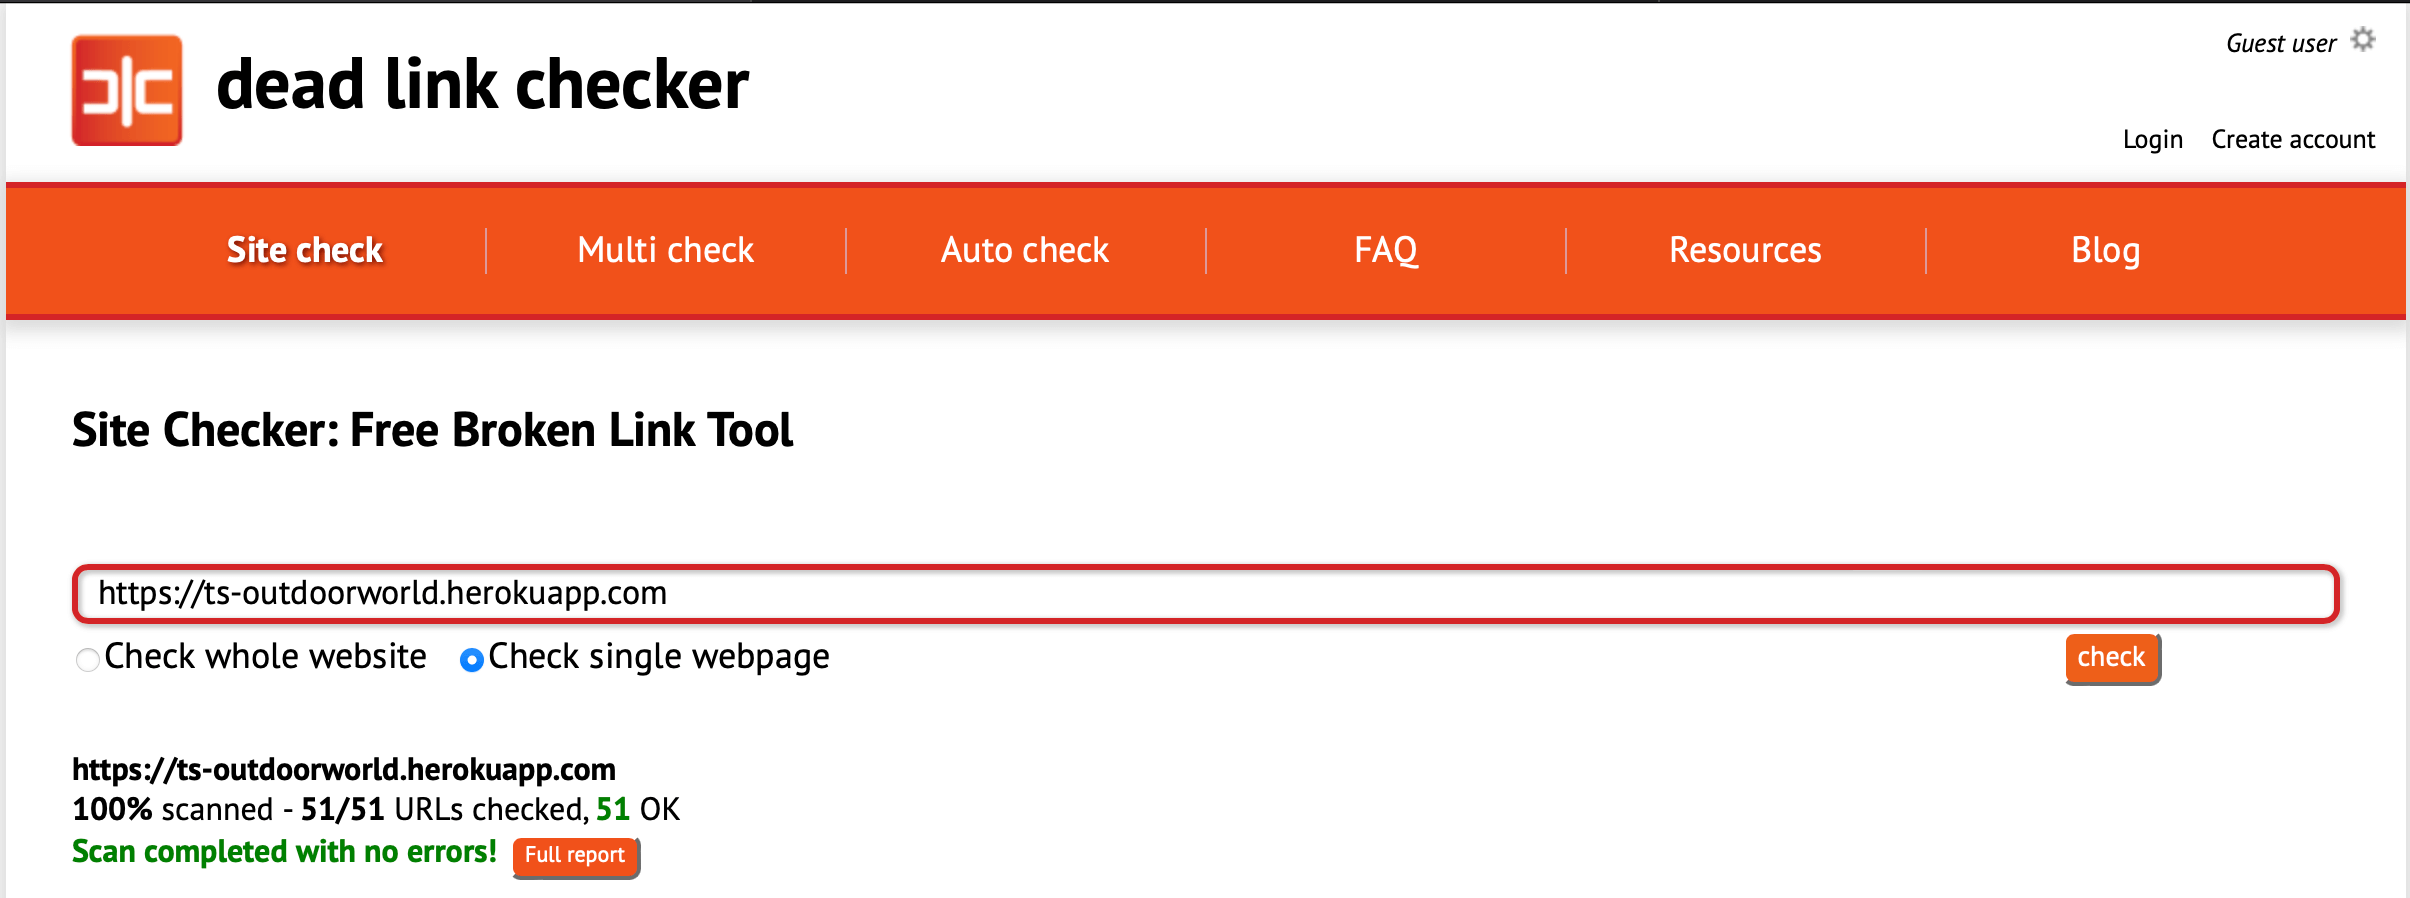 dead link checker
Guest user
Login Create account
Site check Multi check Auto check FAQ Resources Blog
Site Checker: Free Broken Link Tool
https://ts-outdoorworld.herokuapp.com
Check whole website Check single webpage check
https://ts-outdoorworld.herokuapp.com
100% scanned - 51/51 URLs checked, 51 OK
Scan completed with no errors! Full report